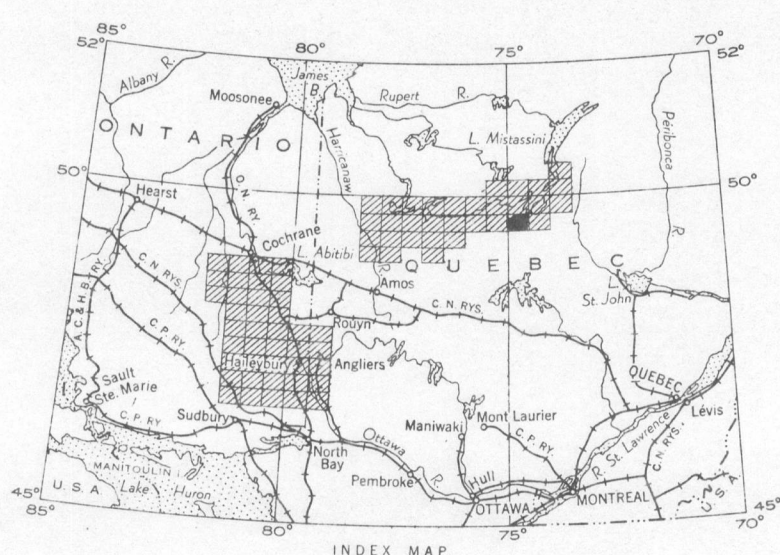 85°
80°
75°
70°
52°
52°
James
B.
Albany R.
Moosonee
Rupert R.
L. Mistassini
Péribonca
R.
ONTARIO
Harricanaw
R.
50°
50°
Hearst
O.N. RY.
Cochrane
L. Abitibi
QUEBEC
L.
St. John
C.N. RYS.
A.C.& H.B. RY.
Amos
C.N. RYS.
C.P. RY.
Rouyn
Haileybury
Angliers
QUEBEC
Sault
Ste. Marie
Lévis
C.P. RY
Sudbury
Maniwaki
Mont Laurier
C.P. RY.
R. St. Lawrence
C.N. RYS.
MANITOULIN I.
North
Bay
Ottawa
R.
Pembroke
Hull
OTTAWA
MONTREAL
U.S.A.
U.S.A.
Lake Huron
45°
45°
85°
80°
75°
70°
INDEX MAP